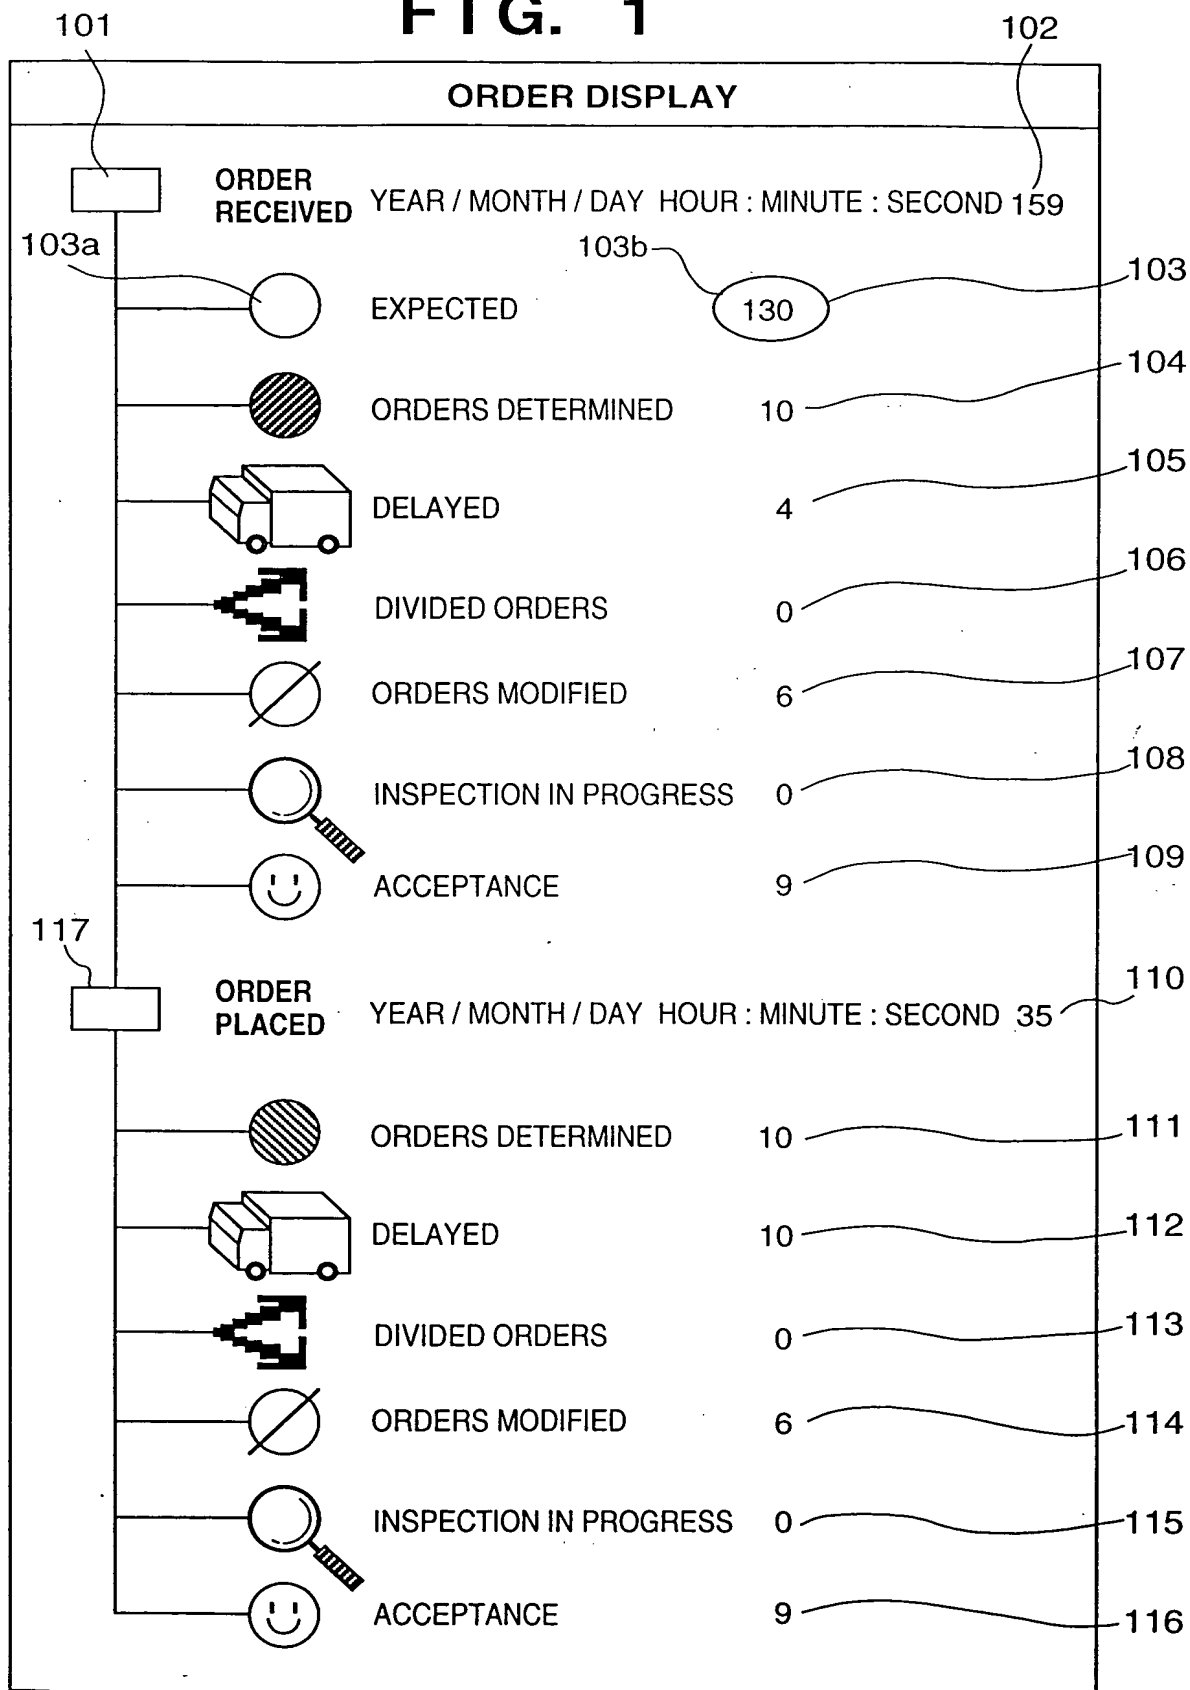 FIG. 1
101
102
ORDER DISPLAY
ORDER
RECEIVED
YEAR / MONTH / DAY HOUR : MINUTE : SECOND 159
103a
103b
103
EXPECTED 130
104
ORDERS DETERMINED 10
105
DELAYED 4
106
DIVIDED ORDERS 0
107
ORDERS MODIFIED 6
108
INSPECTION IN PROGRESS 0
109
ACCEPTANCE 9
117
110
ORDER
PLACED
YEAR / MONTH / DAY HOUR : MINUTE : SECOND 35
ORDERS DETERMINED 10 111
DELAYED 10 112
DIVIDED ORDERS 0 113
ORDERS MODIFIED 6 114
INSPECTION IN PROGRESS 0 115
ACCEPTANCE 9 116